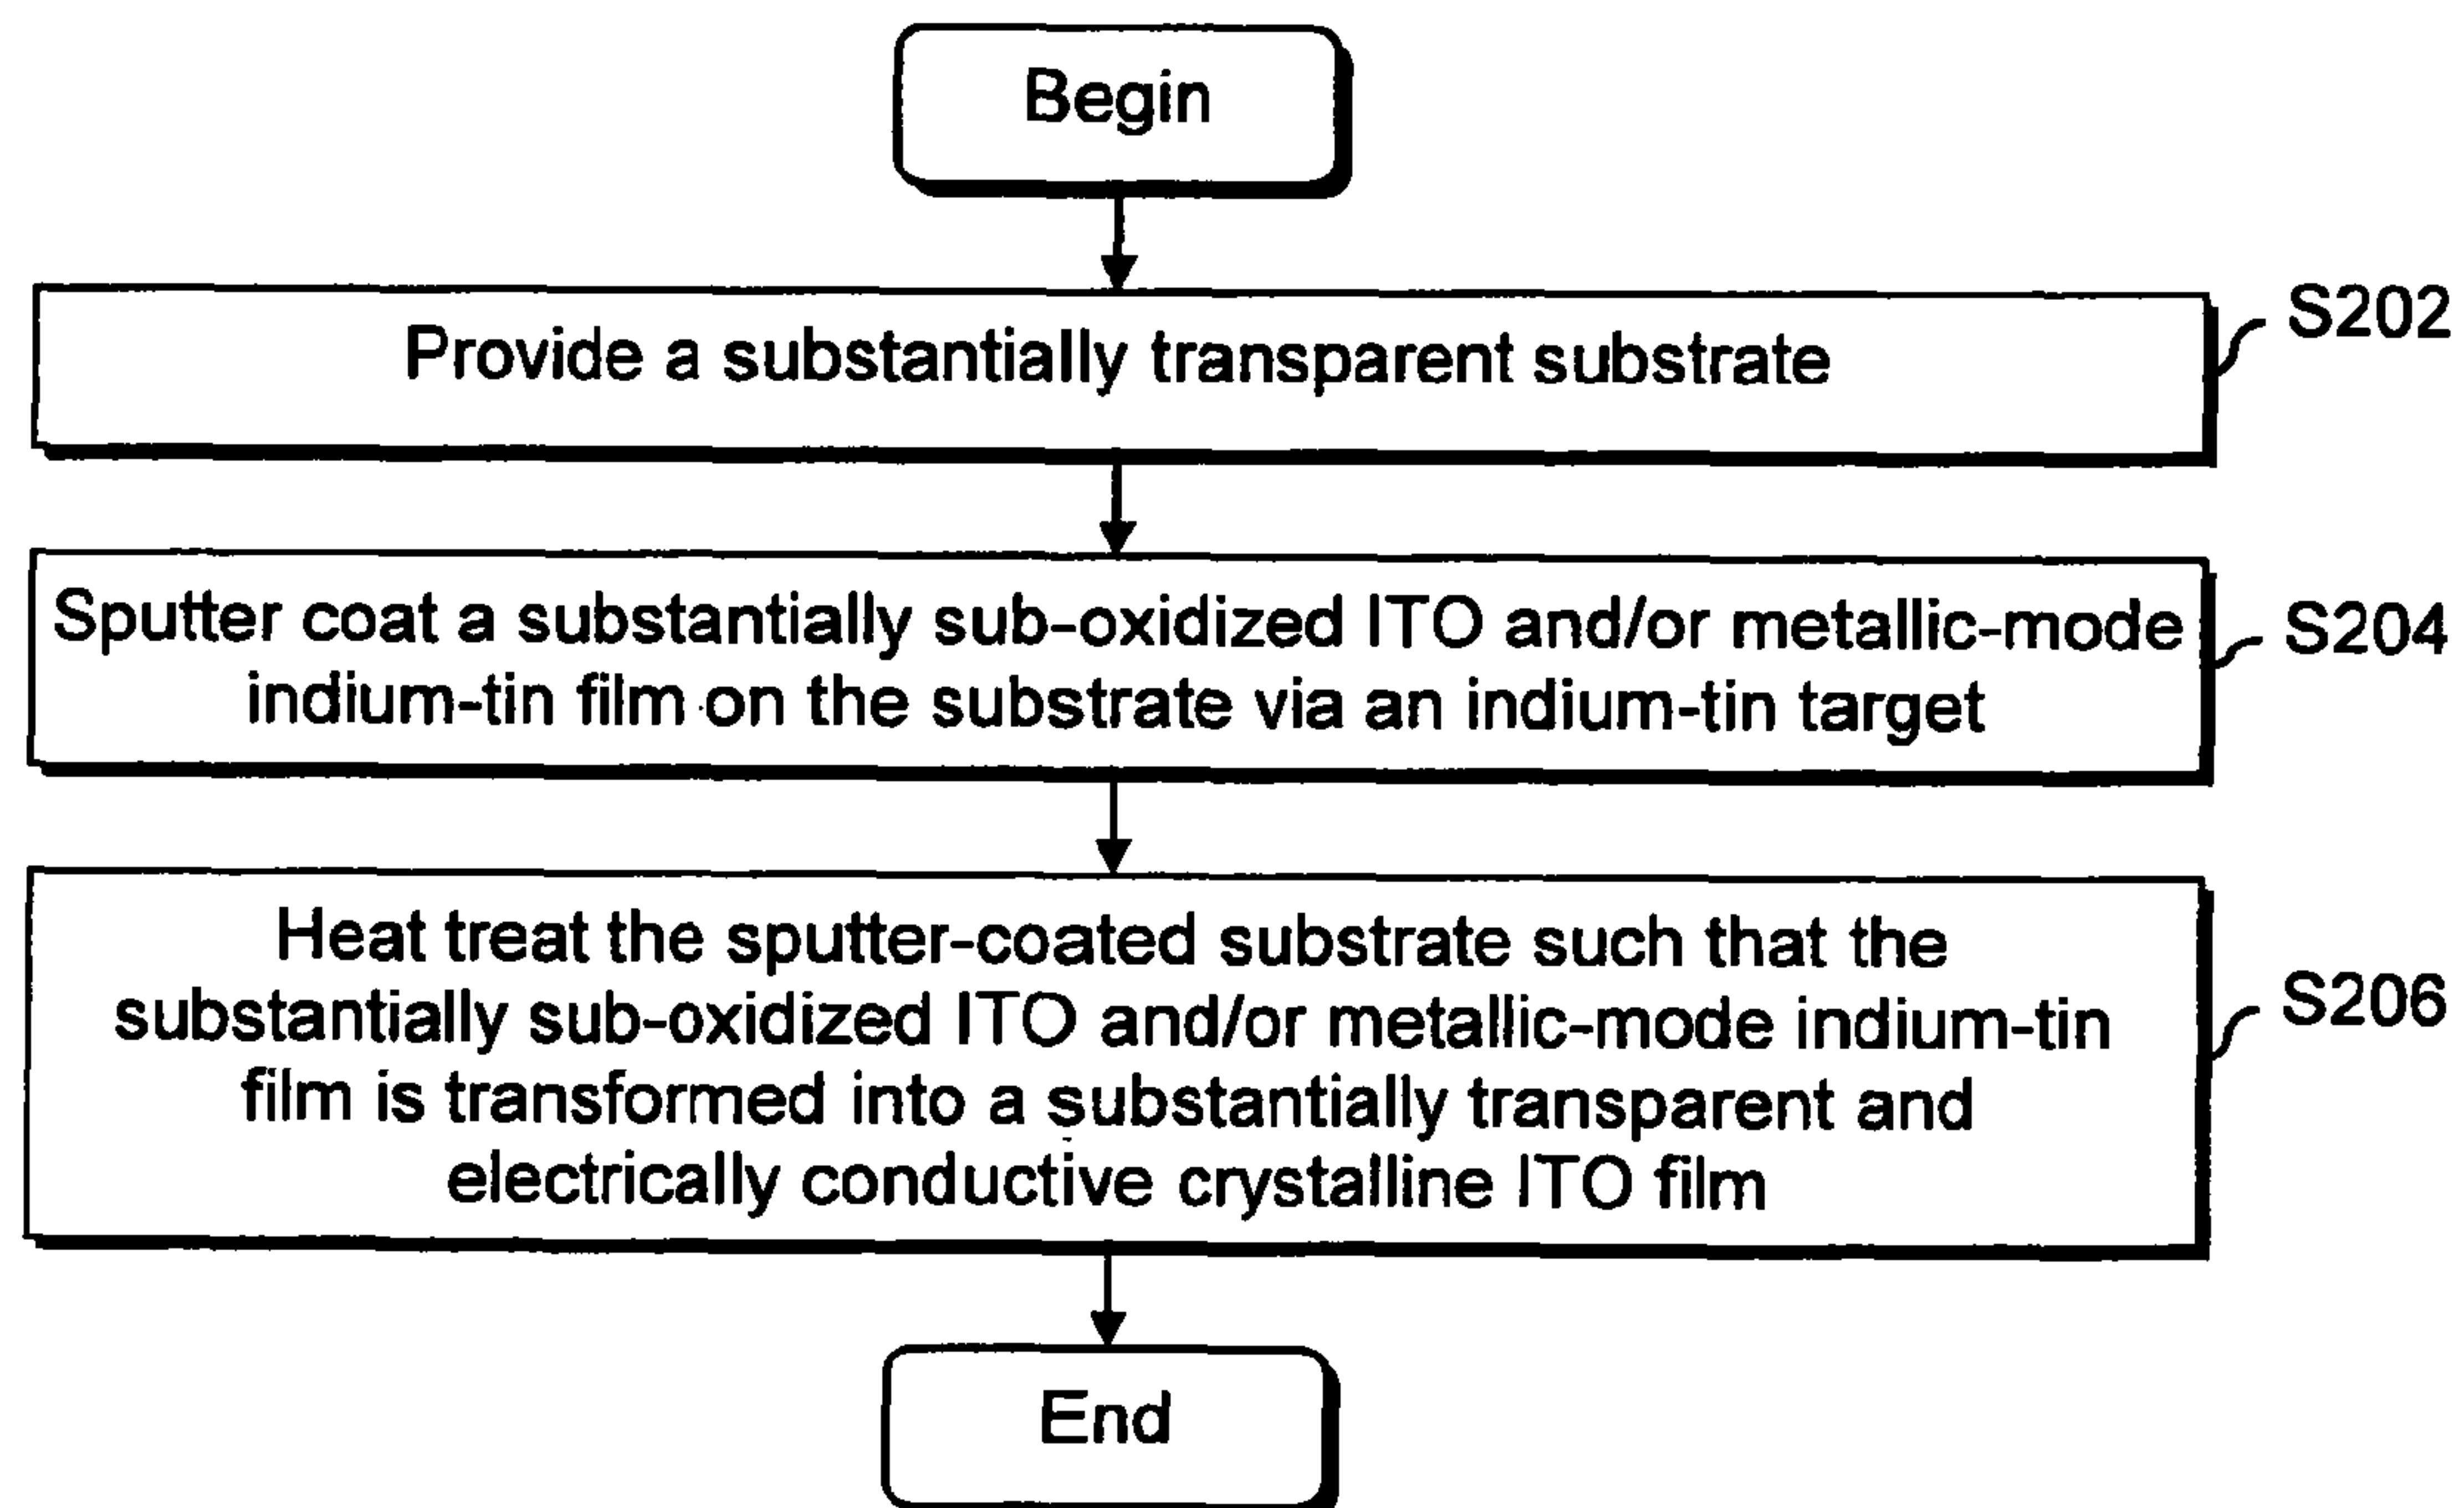 Begin
Provide a substantially transparent substrate
S202
Sputter coat a substantially sub-oxidized ITO and/or metallic-mode
indium-tin film on the substrate via an indium-tin target
S204
Heat treat the sputter-coated substrate such that the
substantially sub-oxidized ITO and/or metallic-mode indium-tin
film is transformed into a substantially transparent and
electrically conductive crystalline ITO film
S206
End